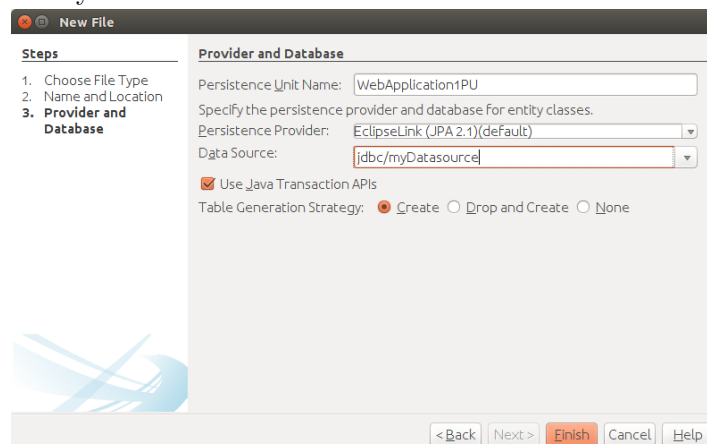 New File
Steps
1. Choose File Type
2. Name and Location
3. Provider and
Database
Provider and Database
Persistence Unit Name: WebApplication1PU
Specify the persistence provider and database for entity classes.
Persistence Provider: EclipseLink (JPA 2.1)(default)
Data Source: jdbc/myDatasource
Use Java Transaction APIs
Table Generation Strategy: Create Drop and Create None
< Back Next > Finish Cancel Help